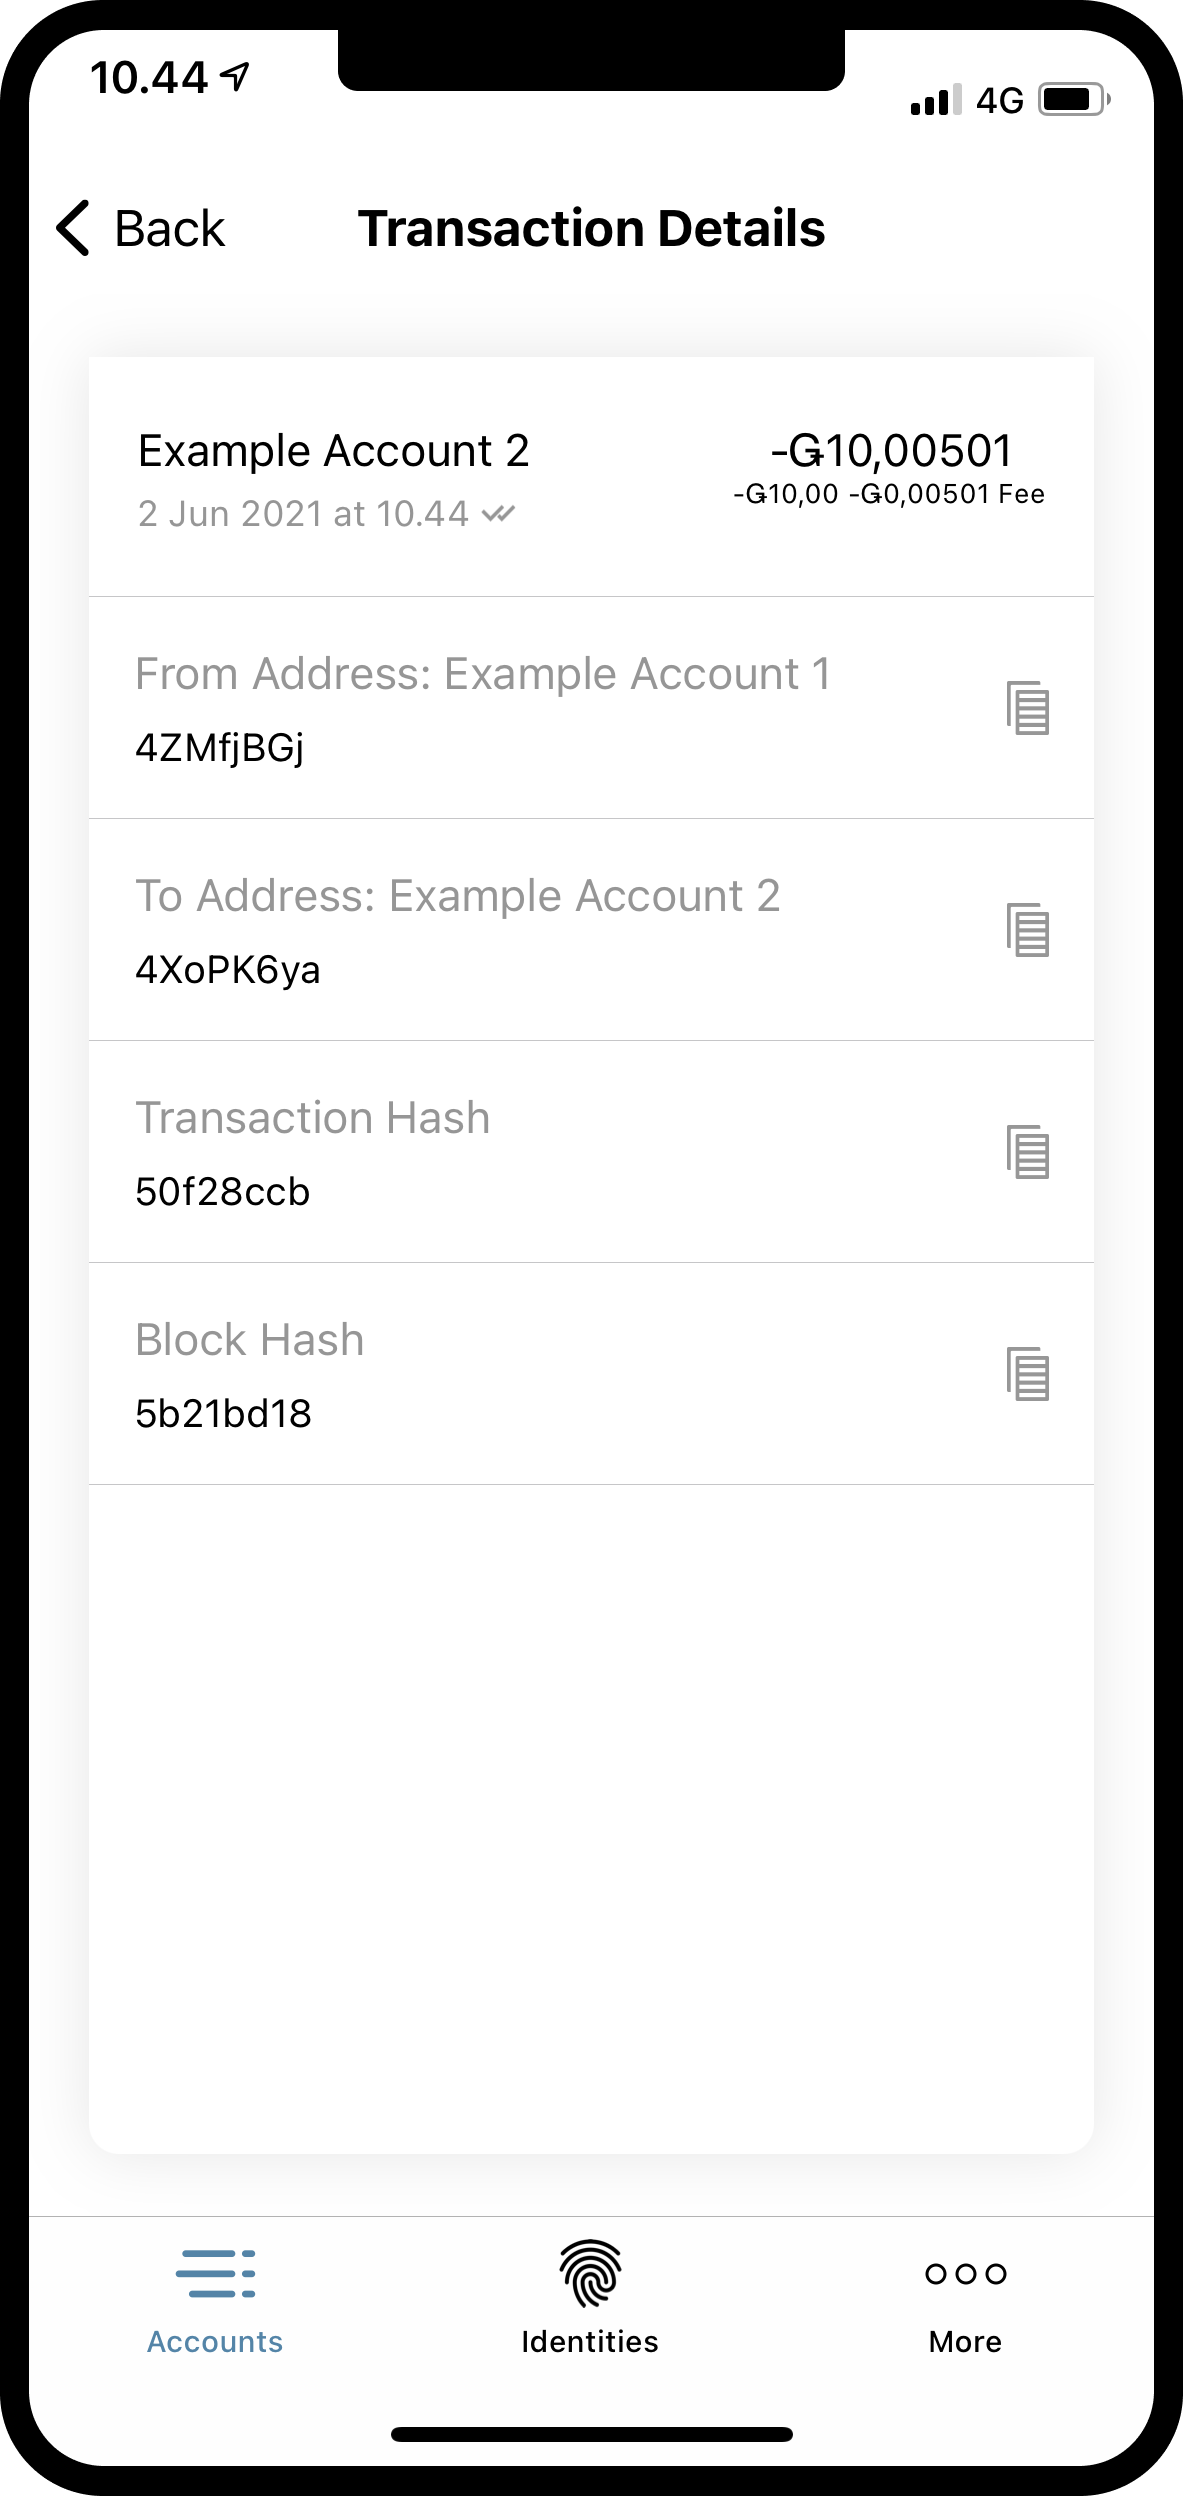 10.44
4G
Back
Transaction Details
Example Account 2
-Ǥ10,00501
2 Jun 2021 at 10.44
-Ǥ10,00 -Ǥ0,00501 Fee
From Address: Example Account 1
4ZMfjBGj
To Address: Example Account 2
4XoPK6ya
Transaction Hash
50f28ccb
Block Hash
5b21bd18
Accounts
Identities
More